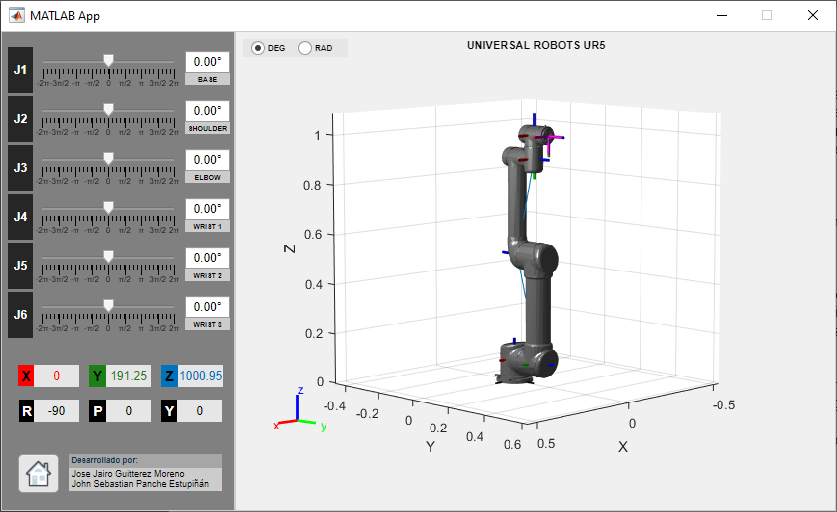 MATLAB App
DEG RAD
UNIVERSAL ROBOTS UR5
J1
0.00°
-2π -3π/2 -π -π/2 0 π/2 π 3π/2 2π
BASE
J2
0.00°
-2π -3π/2 -π -π/2 0 π/2 π 3π/2 2π
SHOULDER
J3
0.00°
-2π -3π/2 -π -π/2 0 π/2 π 3π/2 2π
ELBOW
J4
0.00°
-2π -3π/2 -π -π/2 0 π/2 π 3π/2 2π
WRIST 1
J5
0.00°
-2π -3π/2 -π -π/2 0 π/2 π 3π/2 2π
WRIST 2
J6
0.00°
-2π -3π/2 -π -π/2 0 π/2 π 3π/2 2π
WRIST 3
X 0 Y 191.25 Z 1000.95
R -90 P 0 Y 0
Desarrollado por:
Jose Jairo Guitterez Moreno
John Sebastian Panche Estupiñán
1
0.8
0.6
Z
0.4
0.2
0
-0.4 -0.2 0 0.2 0.4 0.6
Y
0.5 0 -0.5
X
z
x
y